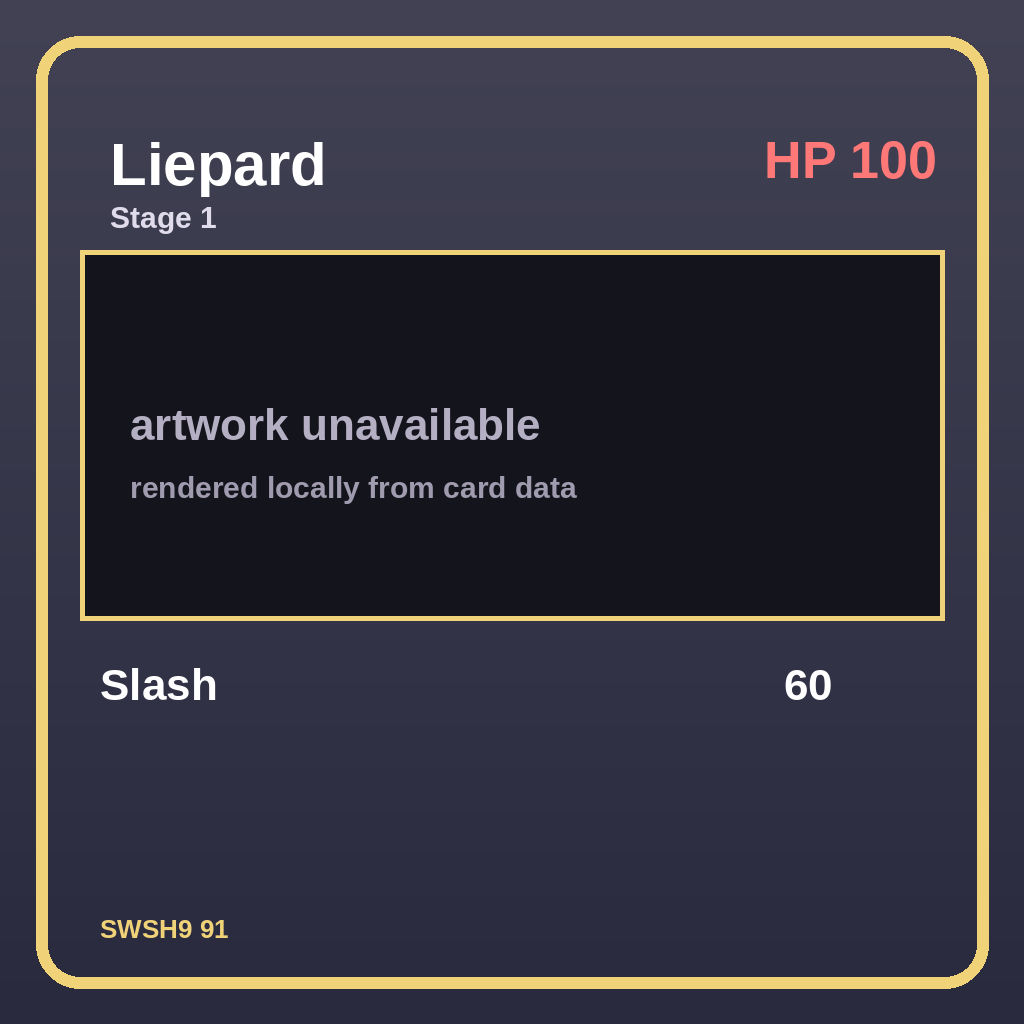 Liepard
HP 100
Stage 1
artwork unavailable
rendered locally from card data
Slash
60
SWSH9 91